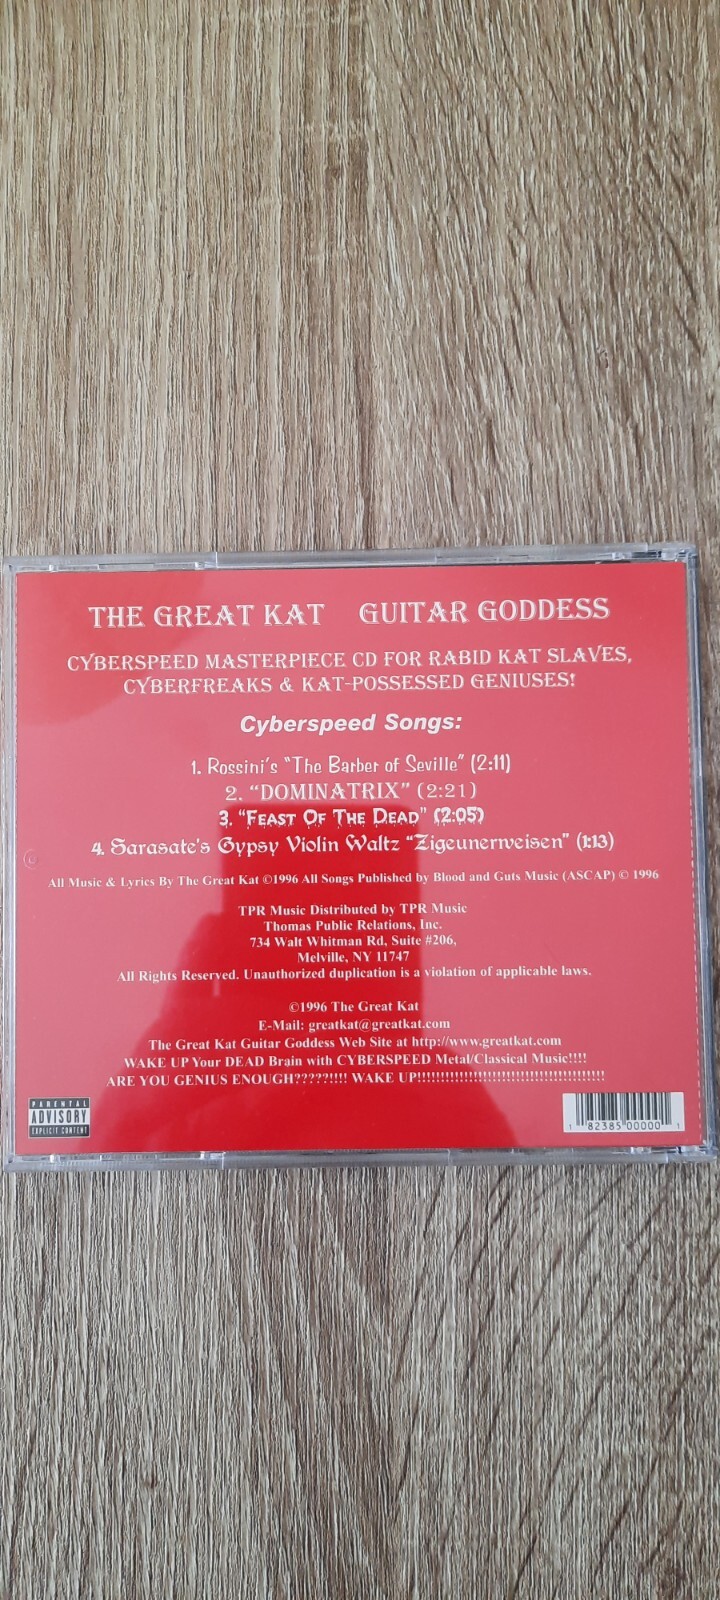 THE GREAT KAT GUITAR GODDESS
CYBERSPEED MASTERPIECE CD FOR RABID KAT SLAVES,
CYBERFREAKS & KAT-POSSESSED GENIUSES!
Cyberspeed Songs:
1. Rossini's "The Barber of Seville" (2:11)
2. "DOMINATRIX" (2:21)
3. "FEAST OF THE DEAD" (2:05)
4. Sarasate's Gypsy Violin Waltz "Zigeunerweisen" (1:13)
All Music & Lyrics By The Great Kat ©1996 All Songs Published by Blood and Guts Music (ASCAP) © 1996
TPR Music Distributed by TPR Music
Thomas Public Relations, Inc.
734 Walt Whitman Rd, Suite #206,
Melville, NY 11747
All Rights Reserved. Unauthorized duplication is a violation of applicable laws.
©1996 The Great Kat
E-Mail: greatkat@greatkat.com
The Great Kat Guitar Goddess Web Site at http://www.greatkat.com
WAKE UP Your DEAD Brain with CYBERSPEED Metal/Classical Music!!!!
ARE YOU GENIUS ENOUGH?????!!!! WAKE UP!!!!!!!!!!!!!!!!!!!!!!!!!!!!!!!!!!!!!!!!!
PARENTAL
ADVISORY
EXPLICIT CONTENT
1 82385 00000 1